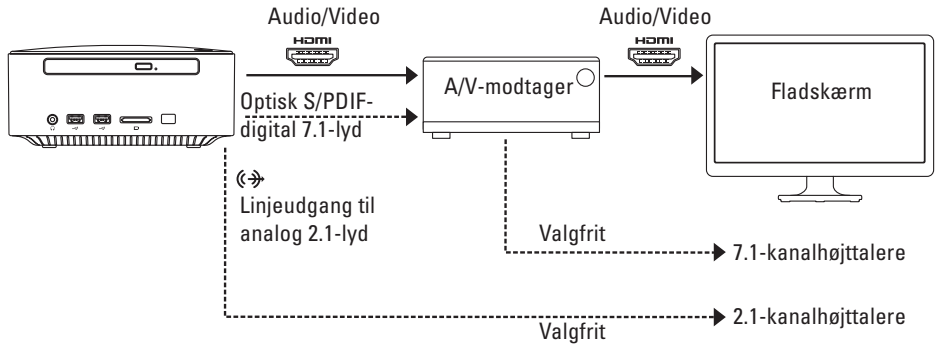 Audio/Video
HDMI
Audio/Video
HDMI
A/V-modtager
Fladskærm
Optisk S/PDIF-
digital 7.1-lyd
Linjeudgang til
analog 2.1-lyd
Valgfrit
7.1-kanalhøjttalere
2.1-kanalhøjttalere
Valgfrit